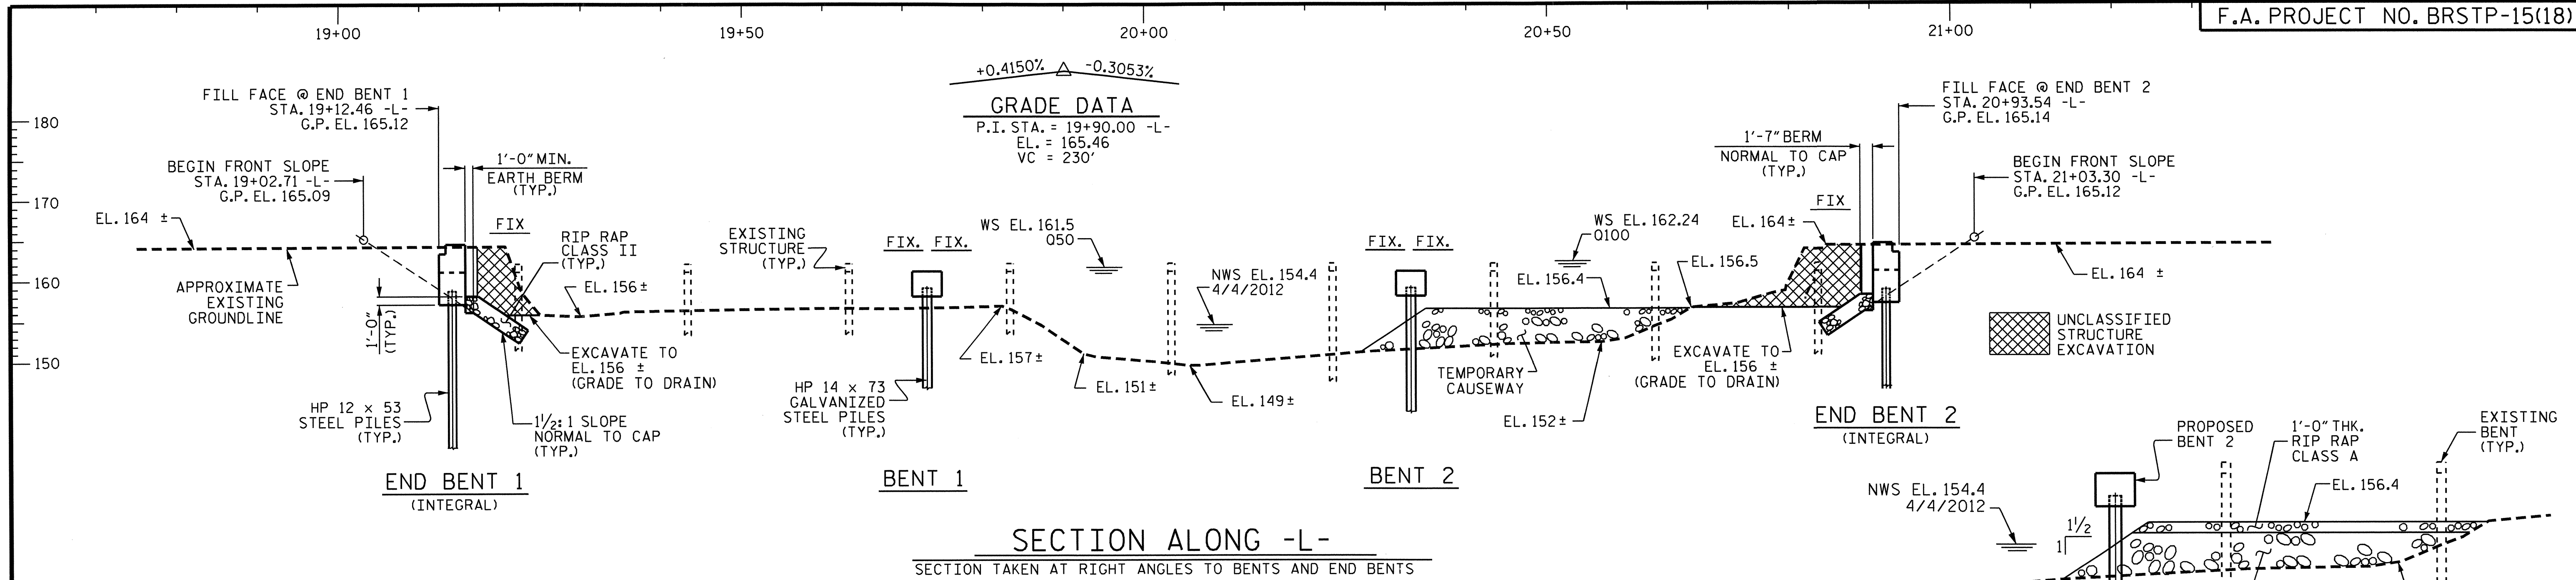 F.A. PROJECT NO. BRSTP-15(18)
19+00
19+50
20+00
20+50
21+00
+0.4150%
-0.3053%
GRADE DATA
P.I. STA. = 19+90.00 -L-
EL. = 165.46
VC = 230'
180
170
160
150
FILL FACE @ END BENT 1
STA. 19+12.46 -L-
G.P. EL. 165.12
BEGIN FRONT SLOPE
STA. 19+02.71 -L-
G.P. EL. 165.09
1'-0" MIN.
EARTH BERM
(TYP.)
FIX
EL. 164 ±
APPROXIMATE
EXISTING
GROUNDLINE
1'-0"
(TYP.)
RIP RAP
CLASS II
(TYP.)
EL. 156±
EXCAVATE TO
EL. 156 ±
(GRADE TO DRAIN)
HP 12 x 53
STEEL PILES
(TYP.)
1½:1 SLOPE
NORMAL TO CAP
(TYP.)
END BENT 1
(INTEGRAL)
EXISTING
STRUCTURE
(TYP.)
FIX. FIX.
HP 14 x 73
GALVANIZED
STEEL PILES
(TYP.)
BENT 1
WS EL. 161.5
Q50
NWS EL. 154.4
4/4/2012
EL. 157±
EL. 151±
EL. 149±
FIX. FIX.
BENT 2
WS EL. 162.24
Q100
EL. 156.4
EL. 156.5
TEMPORARY
CAUSEWAY
EL. 152±
EXCAVATE TO
EL. 156 ±
(GRADE TO DRAIN)
EL. 164±
1'-7" BERM
NORMAL TO CAP
(TYP.)
FIX
FILL FACE @ END BENT 2
STA. 20+93.54 -L-
G.P. EL. 165.14
BEGIN FRONT SLOPE
STA. 21+03.30 -L-
G.P. EL. 165.12
EL. 164 ±
UNCLASSIFIED
STRUCTURE
EXCAVATION
END BENT 2
(INTEGRAL)
SECTION ALONG -L-
SECTION TAKEN AT RIGHT ANGLES TO BENTS AND END BENTS
PROPOSED
BENT 2
1'-0" THK.
RIP RAP
CLASS A
EXISTING
BENT
(TYP.)
NWS EL. 154.4
4/4/2012
EL. 156.4
1½
1